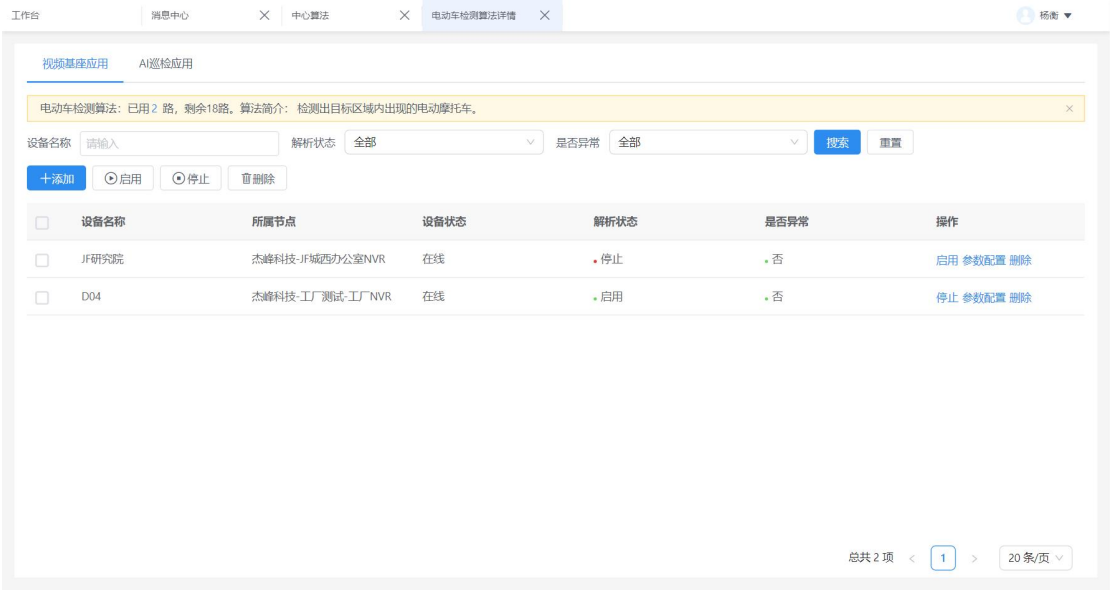 工作台 消息中心 中心算法 电动车检测算法详情 杨衡
视频基座应用 AI巡检应用
电动车检测算法：已用2 路，剩余18路。算法简介： 检测出目标区域内出现的电动摩托车。
设备名称 请输入 解析状态 全部 是否异常 全部 搜索 重置
添加 启用 停止 删除
设备名称 所属节点 设备状态 解析状态 是否异常 操作
JF研究院 杰峰科技-JF城西办公室NVR 在线 停止 否 启用 参数配置 删除
D04 杰峰科技-工厂测试-工厂NVR 在线 启用 否 停止 参数配置 删除
总共 2 项 < 1 > 20 条/页